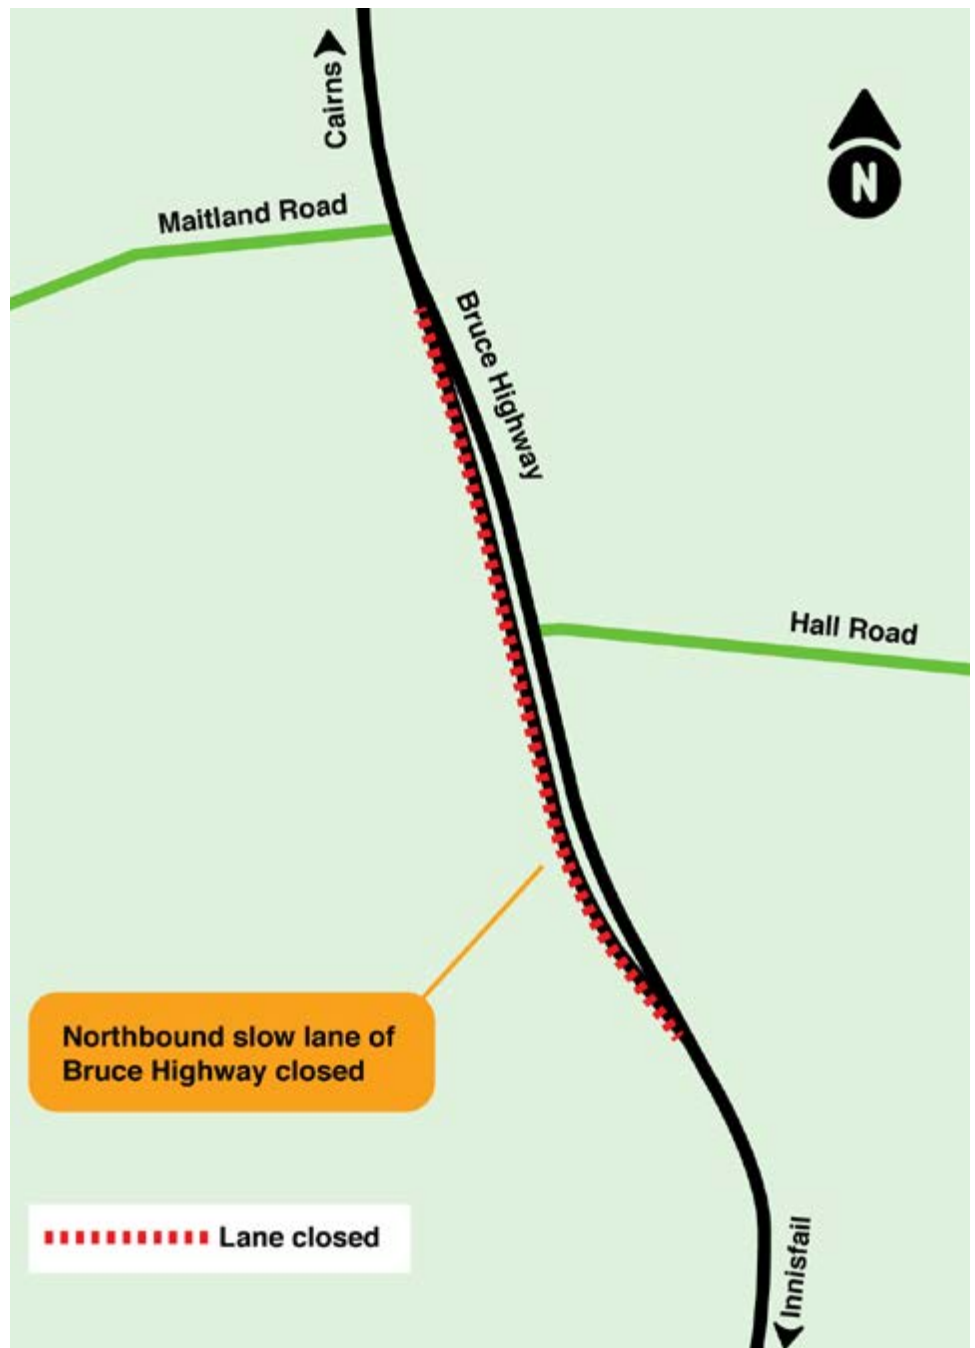 Cairns
N
Maitland Road
Bruce Highway
Hall Road
Northbound slow lane of
Bruce Highway closed
Lane closed
Innisfail